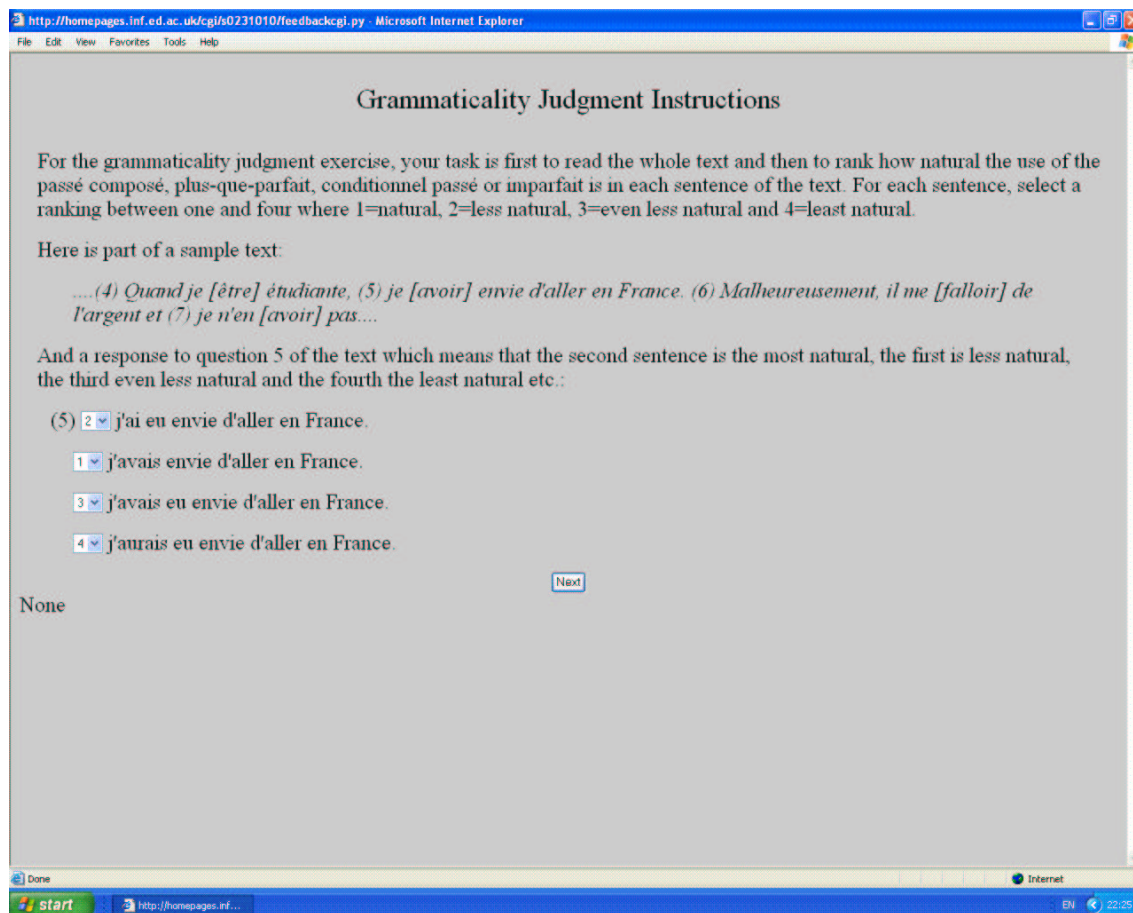 http://homepages.inf.ed.ac.uk/cgi/s0231010/feedbackcgi.py - Microsoft Internet Explorer
File Edit View Favorites Tools Help
Grammaticality Judgment Instructions
For the grammaticality judgment exercise, your task is first to read the whole text and then to rank how natural the use of the
passé composé, plus-que-parfait, conditionnel passé or imparfait is in each sentence of the text. For each sentence, select a
ranking between one and four where 1=natural, 2=less natural, 3=even less natural and 4=least natural.
Here is part of a sample text:
....(4) Quand je [être] étudiante, (5) je [avoir] envie d'aller en France. (6) Malheureusement, il me [falloir] de
l'argent et (7) je n'en [avoir] pas....
And a response to question 5 of the text which means that the second sentence is the most natural, the first is less natural,
the third even less natural and the fourth the least natural etc.:
(5) 2 j'ai eu envie d'aller en France.
1 j'avais envie d'aller en France.
3 j'avais eu envie d'aller en France.
4 j'aurais eu envie d'aller en France.
Next
None
Done Internet
start http://homepages.inf... EN 22:25